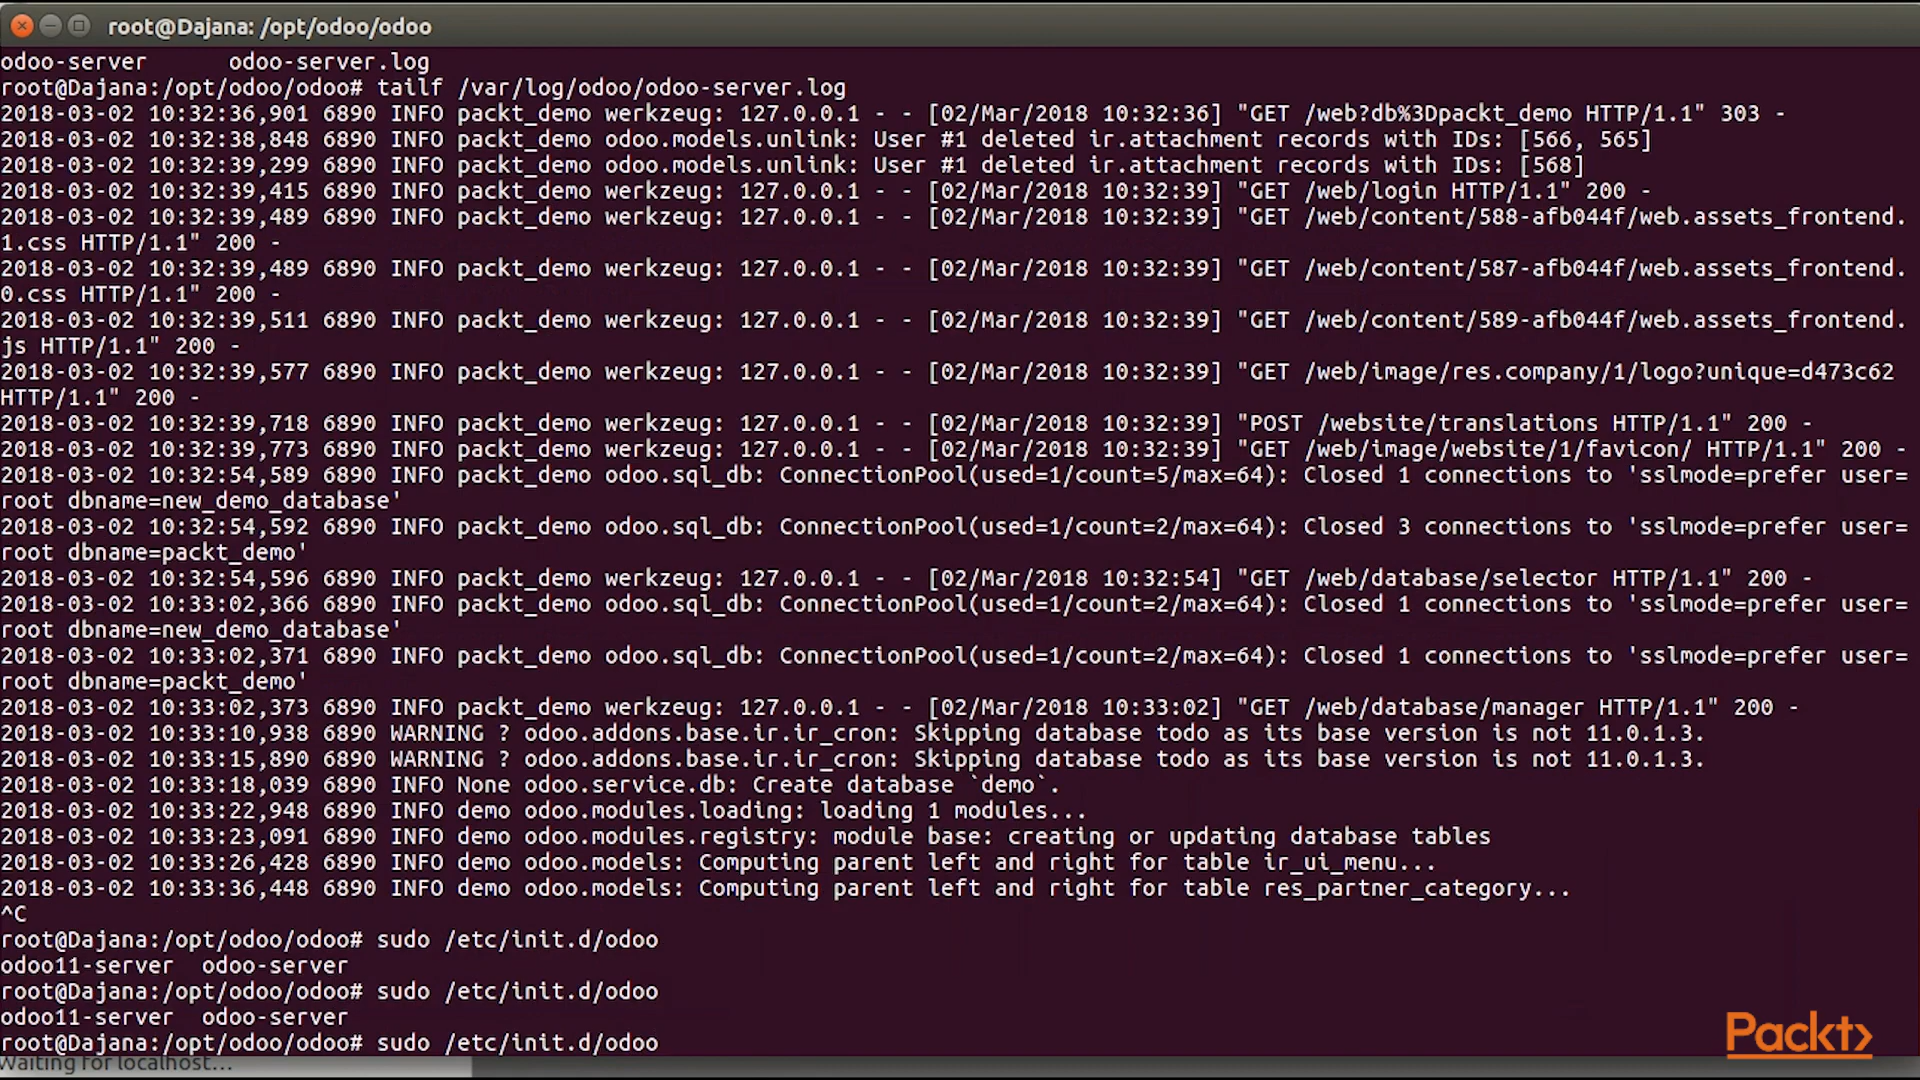 root@Dajana: /opt/odoo/odoo
odoo-server      odoo-server.log
root@Dajana:/opt/odoo/odoo# tailf /var/log/odoo/odoo-server.log
2018-03-02 10:32:36,901 6890 INFO packt_demo werkzeug: 127.0.0.1 - - [02/Mar/2018 10:32:36] "GET /web?db%3Dpackt_demo HTTP/1.1" 303 -
2018-03-02 10:32:38,848 6890 INFO packt_demo odoo.models.unlink: User #1 deleted ir.attachment records with IDs: [566, 565]
2018-03-02 10:32:39,299 6890 INFO packt_demo odoo.models.unlink: User #1 deleted ir.attachment records with IDs: [568]
2018-03-02 10:32:39,415 6890 INFO packt_demo werkzeug: 127.0.0.1 - - [02/Mar/2018 10:32:39] "GET /web/login HTTP/1.1" 200 -
2018-03-02 10:32:39,489 6890 INFO packt_demo werkzeug: 127.0.0.1 - - [02/Mar/2018 10:32:39] "GET /web/content/588-afb044f/web.assets_frontend.
1.css HTTP/1.1" 200 -
2018-03-02 10:32:39,489 6890 INFO packt_demo werkzeug: 127.0.0.1 - - [02/Mar/2018 10:32:39] "GET /web/content/587-afb044f/web.assets_frontend.
0.css HTTP/1.1" 200 -
2018-03-02 10:32:39,511 6890 INFO packt_demo werkzeug: 127.0.0.1 - - [02/Mar/2018 10:32:39] "GET /web/content/589-afb044f/web.assets_frontend.
js HTTP/1.1" 200 -
2018-03-02 10:32:39,577 6890 INFO packt_demo werkzeug: 127.0.0.1 - - [02/Mar/2018 10:32:39] "GET /web/image/res.company/1/logo?unique=d473c62
HTTP/1.1" 200 -
2018-03-02 10:32:39,718 6890 INFO packt_demo werkzeug: 127.0.0.1 - - [02/Mar/2018 10:32:39] "POST /website/translations HTTP/1.1" 200 -
2018-03-02 10:32:39,773 6890 INFO packt_demo werkzeug: 127.0.0.1 - - [02/Mar/2018 10:32:39] "GET /web/image/website/1/favicon/ HTTP/1.1" 200 -
2018-03-02 10:32:54,589 6890 INFO packt_demo odoo.sql_db: ConnectionPool(used=1/count=5/max=64): Closed 1 connections to 'sslmode=prefer user=
root dbname=new_demo_database'
2018-03-02 10:32:54,592 6890 INFO packt_demo odoo.sql_db: ConnectionPool(used=1/count=2/max=64): Closed 3 connections to 'sslmode=prefer user=
root dbname=packt_demo'
2018-03-02 10:32:54,596 6890 INFO packt_demo werkzeug: 127.0.0.1 - - [02/Mar/2018 10:32:54] "GET /web/database/selector HTTP/1.1" 200 -
2018-03-02 10:33:02,366 6890 INFO packt_demo odoo.sql_db: ConnectionPool(used=1/count=2/max=64): Closed 1 connections to 'sslmode=prefer user=
root dbname=new_demo_database'
2018-03-02 10:33:02,371 6890 INFO packt_demo odoo.sql_db: ConnectionPool(used=1/count=2/max=64): Closed 1 connections to 'sslmode=prefer user=
root dbname=packt_demo'
2018-03-02 10:33:02,373 6890 INFO packt_demo werkzeug: 127.0.0.1 - - [02/Mar/2018 10:33:02] "GET /web/database/manager HTTP/1.1" 200 -
2018-03-02 10:33:10,938 6890 WARNING ? odoo.addons.base.ir.ir_cron: Skipping database todo as its base version is not 11.0.1.3.
2018-03-02 10:33:15,890 6890 WARNING ? odoo.addons.base.ir.ir_cron: Skipping database todo as its base version is not 11.0.1.3.
2018-03-02 10:33:18,039 6890 INFO None odoo.service.db: Create database `demo`.
2018-03-02 10:33:22,948 6890 INFO demo odoo.modules.loading: loading 1 modules...
2018-03-02 10:33:23,091 6890 INFO demo odoo.modules.registry: module base: creating or updating database tables
2018-03-02 10:33:26,428 6890 INFO demo odoo.models: Computing parent left and right for table ir_ui_menu...
2018-03-02 10:33:36,448 6890 INFO demo odoo.models: Computing parent left and right for table res_partner_category...
^C
root@Dajana:/opt/odoo/odoo# sudo /etc/init.d/odoo
odoo11-server  odoo-server
root@Dajana:/opt/odoo/odoo# sudo /etc/init.d/odoo
odoo11-server  odoo-server
root@Dajana:/opt/odoo/odoo# sudo /etc/init.d/odoo
Waiting for localhost...
Packt>